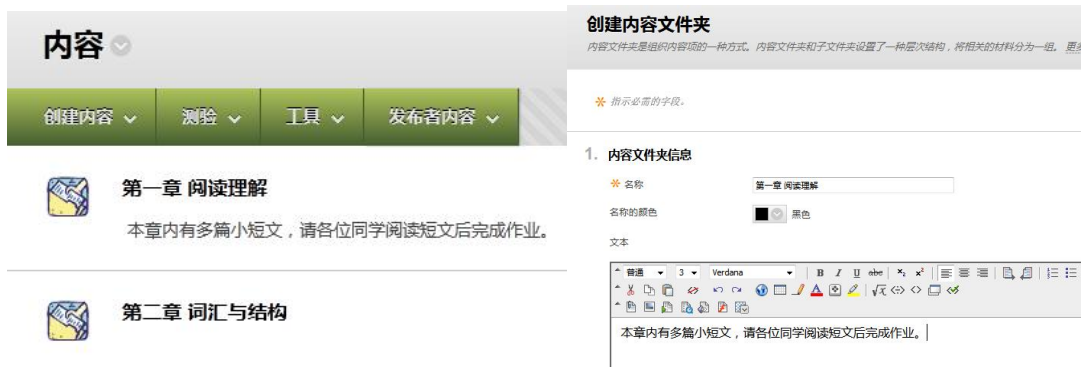 内容
创建内容 测验 工具 发布者内容
第一章 阅读理解
本章内有多篇小短文，请各位同学阅读短文后完成作业。
第二章 词汇与结构
创建内容文件夹
内容文件夹是组织内容项的一种方式。内容文件夹和子文件夹设置了一种层次结构，将相关的材料分为一组。 更多
指示必需的字段。
1. 内容文件夹信息
名称 第一章 阅读理解
名称的颜色 黑色
文本
普通 3 Verdana B I U abc x₂ x²
本章内有多篇小短文，请各位同学阅读短文后完成作业。